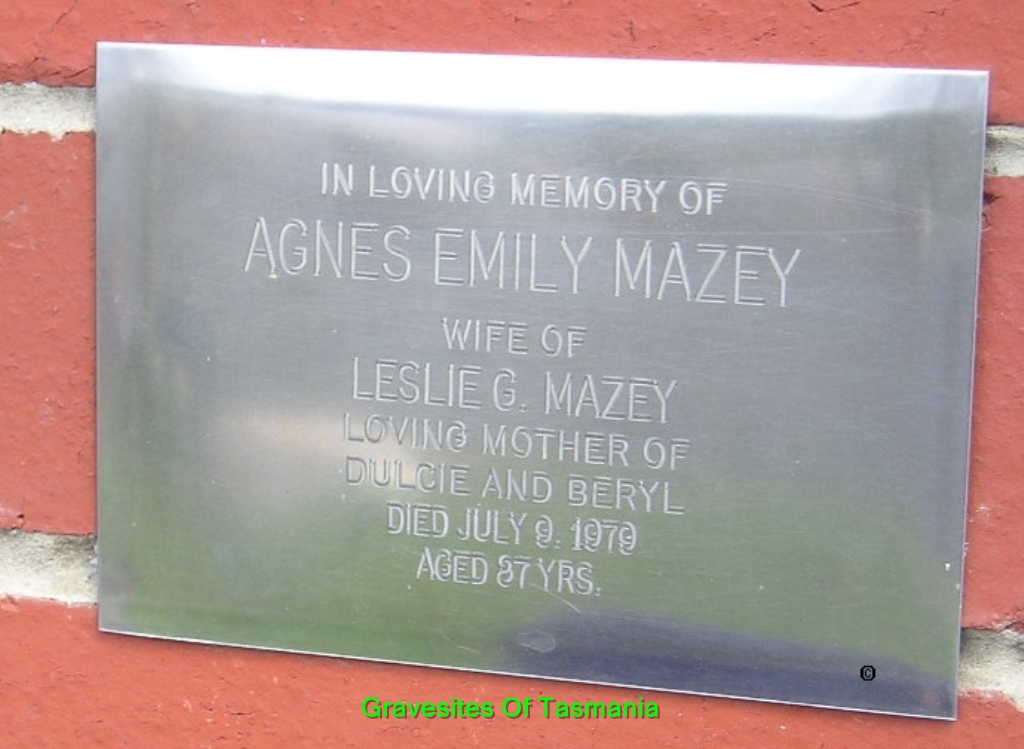 IN LOVING MEMORY OF
AGNES EMILY MAZEY
WIFE OF
LESLIE G. MAZEY
LOVING MOTHER OF
DULCIE AND BERYL
DIED JULY 9. 1979
AGED 87 YRS.
©
Gravesites Of Tasmania